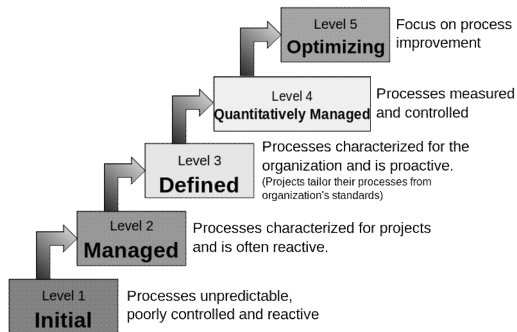 Level 5
Optimizing
Focus on process
improvement
Level 4
Quantitatively Managed
Processes measured
and controlled
Level 3
Defined
Processes characterized for the
organization and is proactive.
(Projects tailor their processes from
organization's standards)
Level 2
Managed
Processes characterized for projects
and is often reactive.
Level 1
Initial
Processes unpredictable,
poorly controlled and reactive